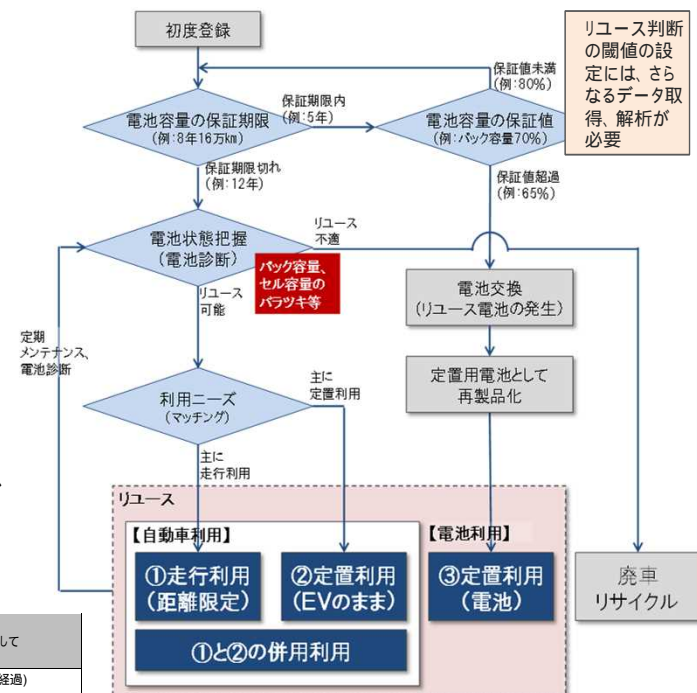 初度登録
リユース判断
の閾値の設
定には、さら
なるデータ取
得、解析が
必要
保証値未満
(例:80%)
保証期限内
(例:5年)
電池容量の保証期限
(例:8年16万km)
電池容量の保証値
(例:パック容量70%)
保証期限切れ
(例:12年)
保証値超過
(例:65%)
電池状態把握
(電池診断)
リユース
不適
パック容量、
セル容量の
バラツキ等
リユース
可能
電池交換
(リユース電池の発生)
定期
メンテナンス、
電池診断
利用ニーズ
(マッチング)
主に
定置利用
定置用電池として
再製品化
主に
走行利用
リユース
【自動車利用】
【電池利用】
①走行利用
(距離限定)
②定置利用
(EVのまま)
③定置利用
(電池)
廃車
リサイクル
①と②の併用利用
して
経過)